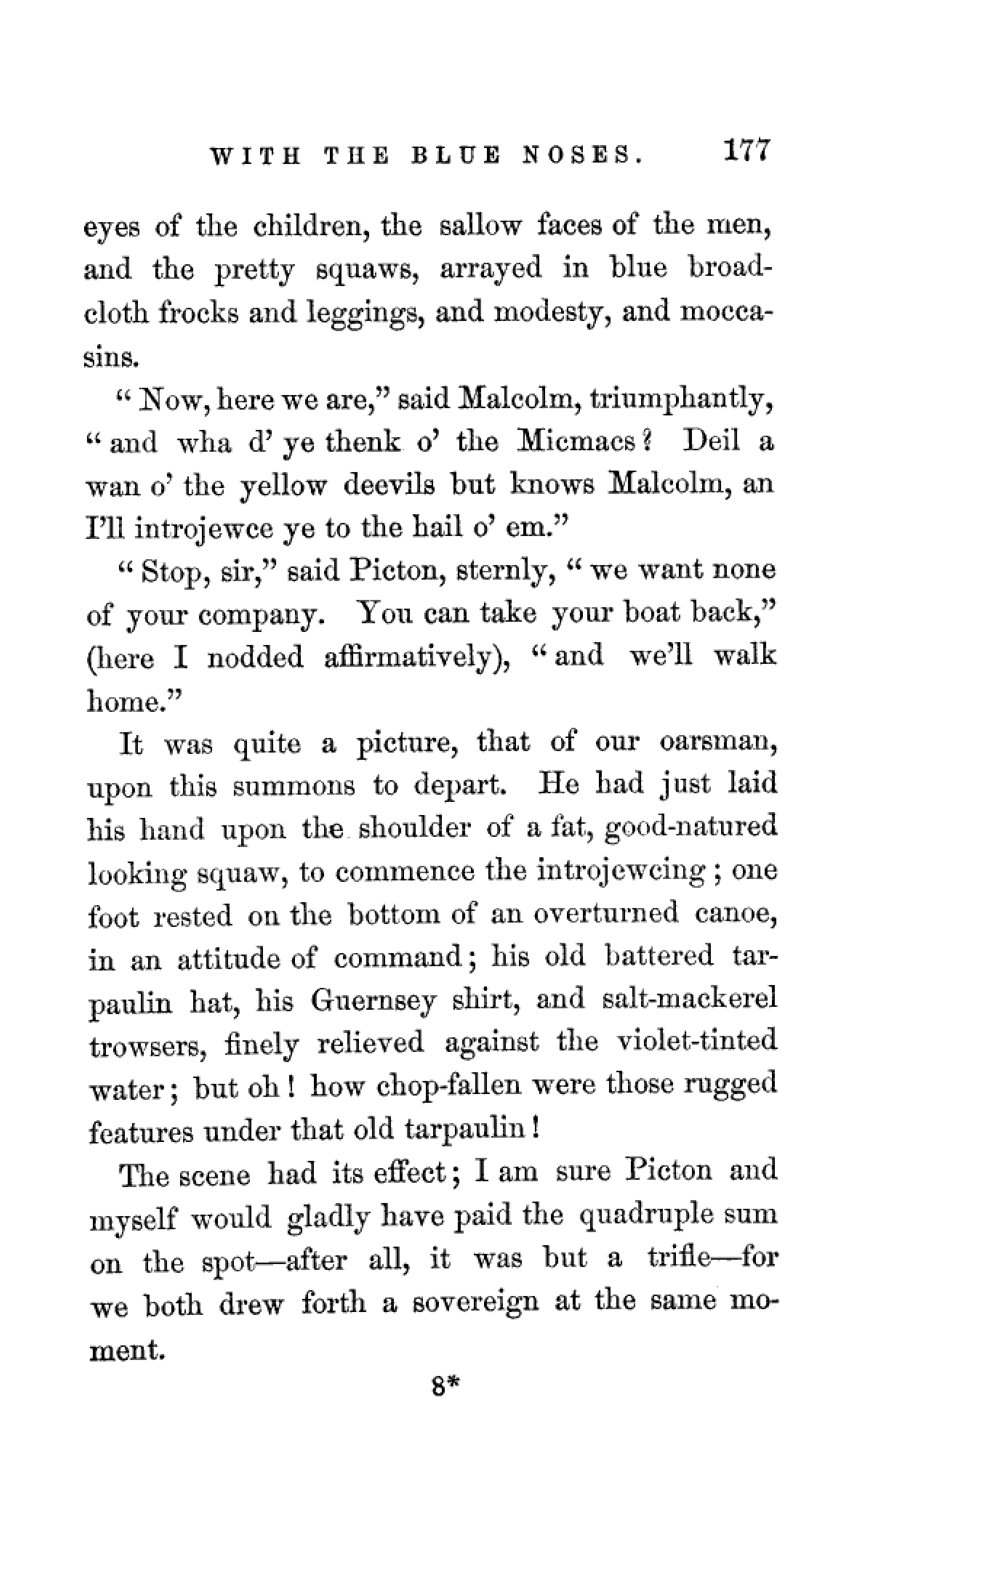 WITH THE BLUE NOSES. 177
eyes of the children, the sallow faces of the men,
and the pretty squaws, arrayed in blue broad-
cloth frocks and leggings, and modesty, and mocca-
sins.
“ Now, here we are,” said Malcolm, triumphantly,
“ and wha d’ ye thenk o’ the Micmacs? Deil a
wan o’ the yellow deevils but knows Malcolm, an
I’ll introjewce ye to the hail o’ em.”
“ Stop, sir,” said Picton, sternly, “ we want none
of your company. You can take your boat back,”
(here I nodded affirmatively), “ and we’ll walk
home.”
It was quite a picture, that of our oarsman,
upon this summons to depart. He had just laid
his hand upon the shoulder of a fat, good-natured
looking squaw, to commence the introjewcing; one
foot rested on the bottom of an overturned canoe,
in an attitude of command; his old battered tar-
paulin hat, his Guernsey shirt, and salt-mackerel
trowsers, finely relieved against the violet-tinted
water; but oh! how chop-fallen were those rugged
features under that old tarpaulin!
The scene had its effect; I am sure Picton and
myself would gladly have paid the quadruple sum
on the spot—after all, it was but a trifle—for
we both drew forth a sovereign at the same mo-
ment.
8*